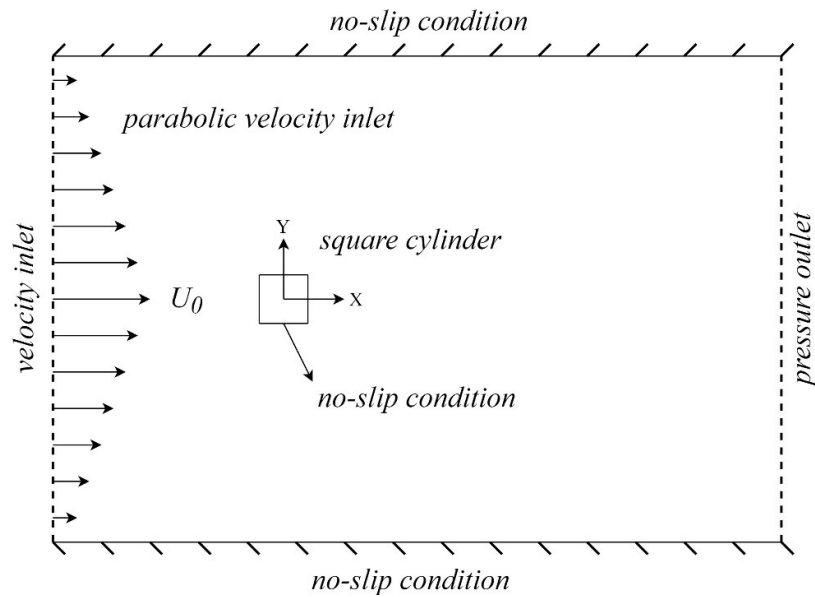 no-slip condition
parabolic velocity inlet
velocity inlet
Y
square cylinder
U0
X
pressure outlet
no-slip condition
no-slip condition